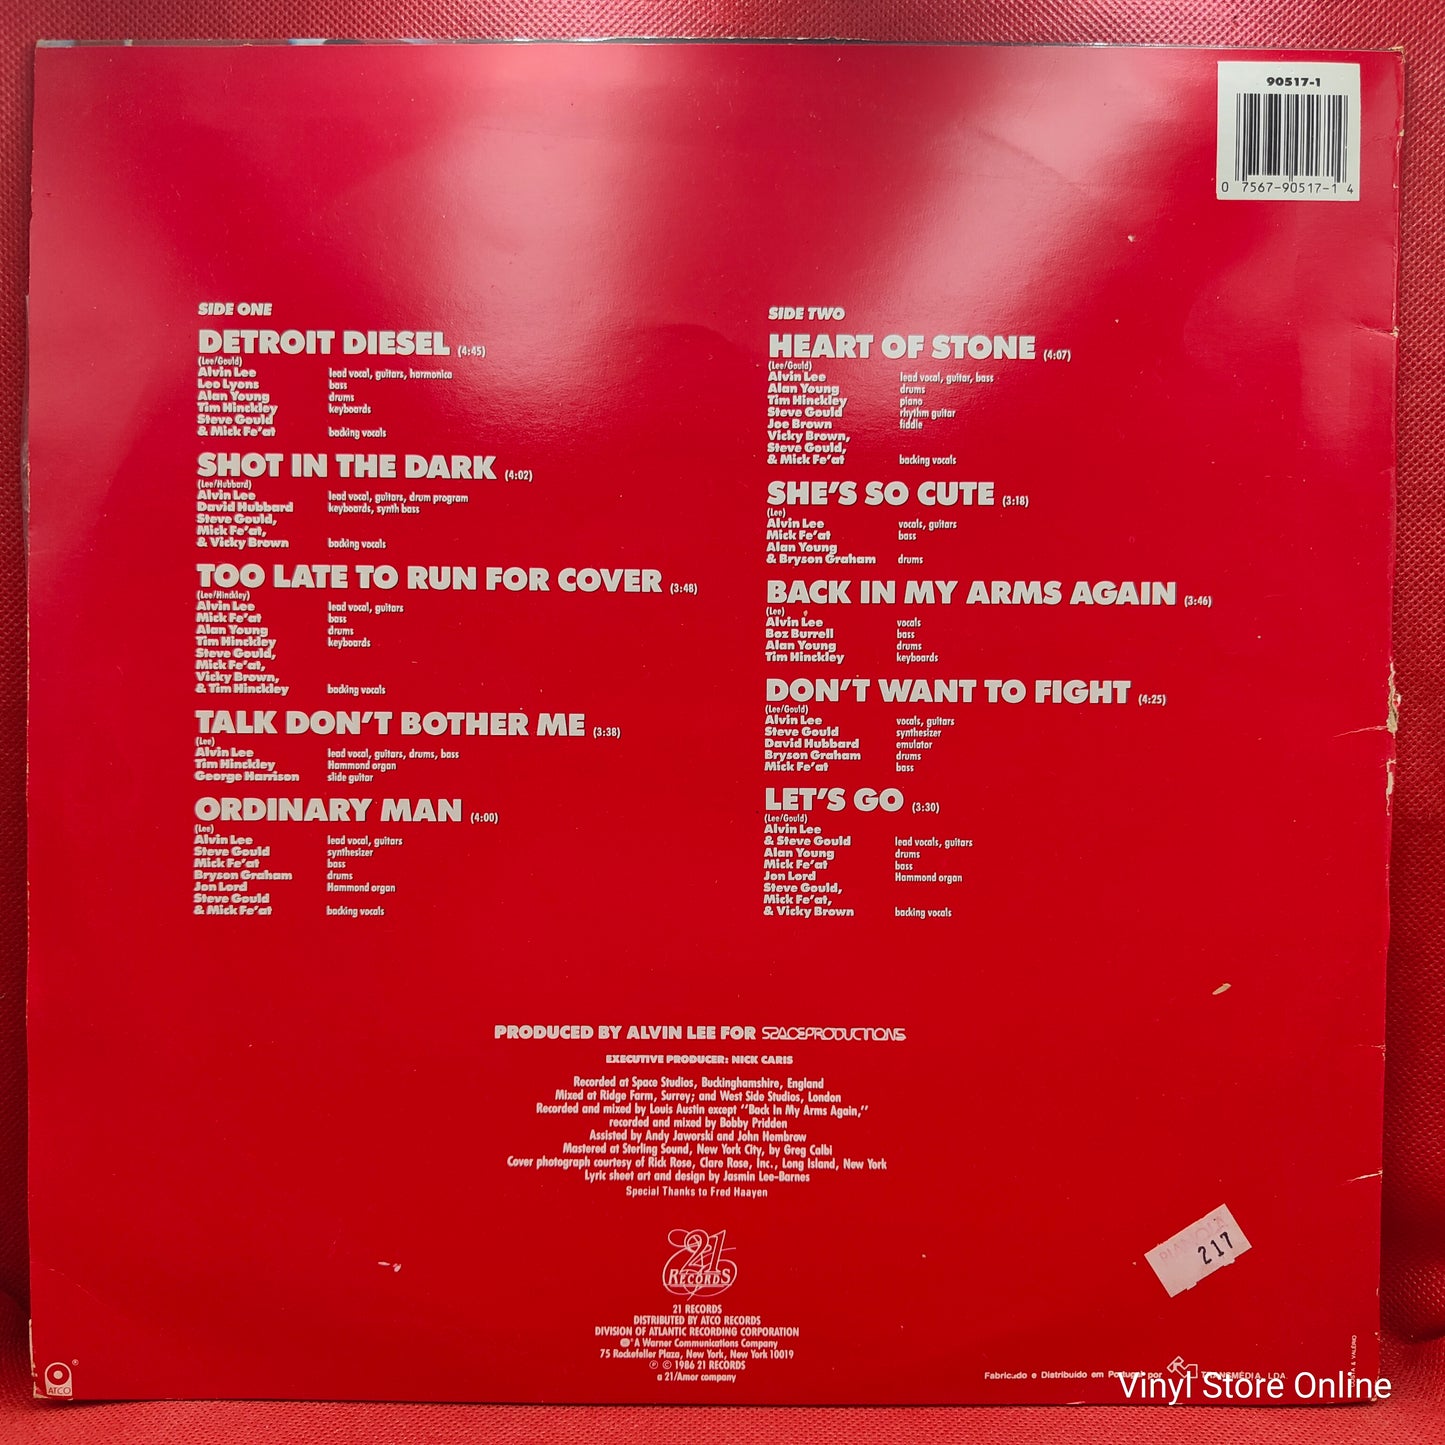 90517-1
0 7567-90517-1 4
SIDE ONE
DETROIT DIESEL (4:45)
(Lee/Gould)
Alvin Lee lead vocal, guitars, harmonica
Leo Lyons bass
Alan Young drums
Tim Hinckley keyboards
Steve Gould
& Mick Fe'at backing vocals
SHOT IN THE DARK (4:02)
(Lee/Hubbard)
Alvin Lee lead vocal, guitars, drum program
David Hubbard keyboards, synth bass
Steve Gould,
Mick Fe'at,
& Vicky Brown backing vocals
TOO LATE TO RUN FOR COVER (3:48)
(Lee/Hinckley)
Alvin Lee lead vocal, guitars
Mick Fe'at bass
Alan Young drums
Tim Hinckley keyboards
Steve Gould,
Mick Fe'at,
Vicky Brown,
& Tim Hinckley backing vocals
TALK DON'T BOTHER ME (3:38)
(Lee)
Alvin Lee lead vocal, guitars, drums, bass
Tim Hinckley Hammond organ
George Harrison slide guitar
ORDINARY MAN (4:00)
(Lee)
Alvin Lee lead vocal, guitars
Steve Gould synthesizer
Mick Fe'at bass
Bryson Graham drums
Jon Lord Hammond organ
Steve Gould
& Mick Fe'at backing vocals
SIDE TWO
HEART OF STONE (4:07)
(Lee/Gould)
Alvin Lee lead vocal, guitar, bass
Alan Young drums
Tim Hinckley piano
Steve Gould rhythm guitar
Joe Brown fiddle
Vicky Brown,
Steve Gould,
& Mick Fe'at backing vocals
SHE'S SO CUTE (3:18)
(Lee)
Alvin Lee vocals, guitars
Mick Fe'at bass
Alan Young
& Bryson Graham drums
BACK IN MY ARMS AGAIN (3:46)
(Lee)
Alvin Lee vocals
Boz Burrell bass
Alan Young drums
Tim Hinckley keyboards
DON'T WANT TO FIGHT (4:25)
(Lee/Gould)
Alvin Lee vocals, guitars
Steve Gould synthesizer
David Hubbard emulator
Bryson Graham drums
Mick Fe'at bass
LET'S GO (3:30)
(Lee/Gould)
Alvin Lee
& Steve Gould lead vocals, guitars
Alan Young drums
Mick Fe'at bass
Jon Lord Hammond organ
Steve Gould,
Mick Fe'at,
& Vicky Brown backing vocals
PRODUCED BY ALVIN LEE FOR SPACEPRODUCTIONS
EXECUTIVE PRODUCER: NICK CARIS
Recorded at Space Studios, Buckinghamshire, England
Mixed at Ridge Farm, Surrey; and West Side Studios, London
Recorded and mixed by Louis Austin except "Back In My Arms Again,"
recorded and mixed by Bobby Pridden
Assisted by Andy Jaworski and John Hembrow
Mastered at Sterling Sound, New York City, by Greg Calbi
Cover photograph courtesy of Rick Rose, Clare Rose, Inc., Long Island, New York
Lyric sheet art and design by Jasmin Lee-Barnes
Special Thanks to Fred Haayen
21
RECORDS
21 RECORDS
DISTRIBUTED BY ATCO RECORDS
DIVISION OF ATLANTIC RECORDING CORPORATION
A Warner Communications Company
75 Rockefeller Plaza, New York, New York 10019
℗ © 1986 21 RECORDS
a 21/Amor company
217
ATCO ®
Fabricado e Distribuído em Portugal por TRANSMÉDIA, LDA
Vinyl Store Online